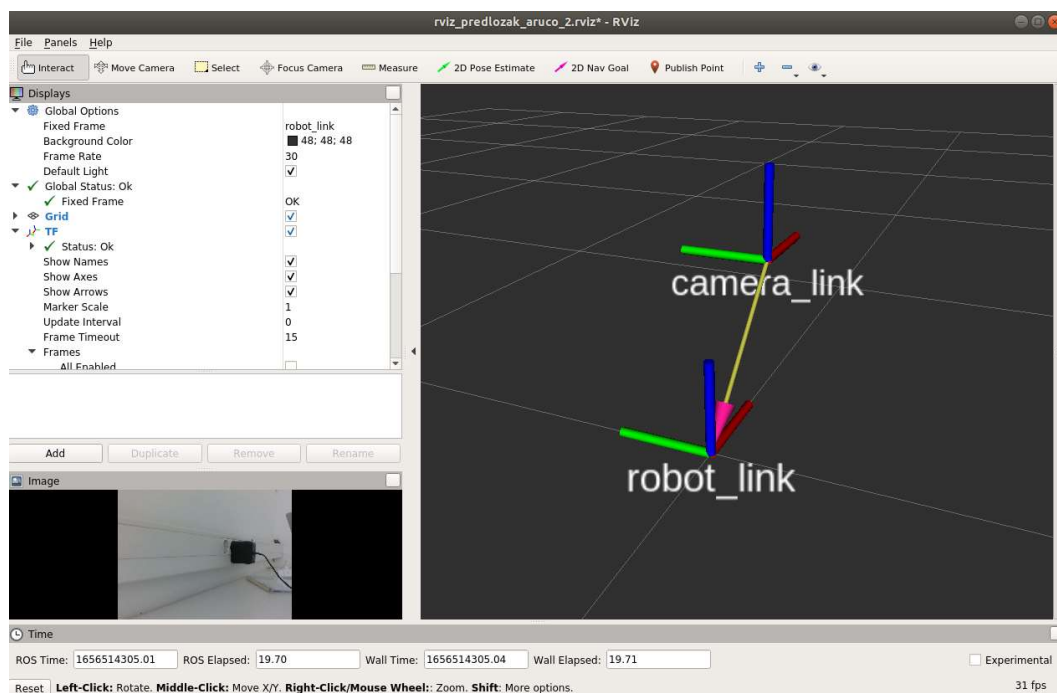 rviz_predlozak_aruco_2.rviz* - RViz
File Panels Help
Interact Move Camera Select Focus Camera Measure 2D Pose Estimate 2D Nav Goal Publish Point
Displays
Global Options
Fixed Frame robot_link
Background Color 48; 48; 48
Frame Rate 30
Default Light
Global Status: Ok
Fixed Frame OK
Grid
TF
Status: Ok
Show Names
Show Axes
Show Arrows
Marker Scale 1
Update Interval 0
Frame Timeout 15
Frames
All Enabled
Add Duplicate Remove Rename
Image
camera_link
robot_link
Time
ROS Time: 1656514305.01 ROS Elapsed: 19.70 Wall Time: 1656514305.04 Wall Elapsed: 19.71 Experimental
Reset Left-Click: Rotate. Middle-Click: Move X/Y. Right-Click/Mouse Wheel:: Zoom. Shift: More options. 31 fps